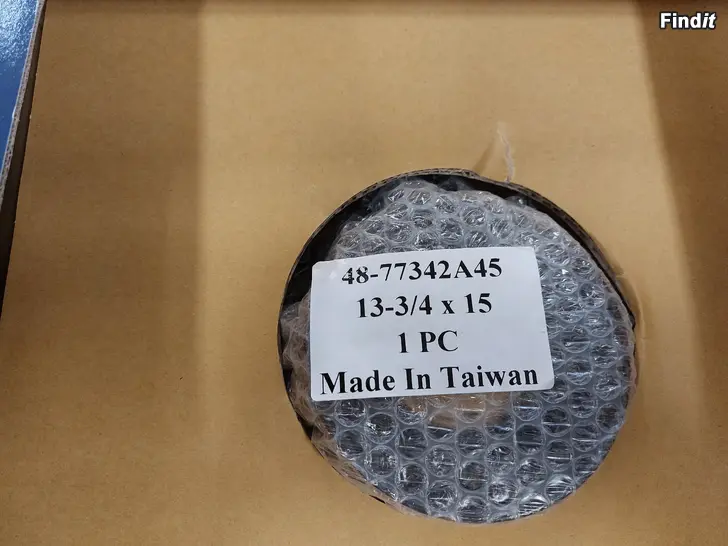 Findit
48-77342A45
13-3/4 x 15
1 PC
Made In Taiwan